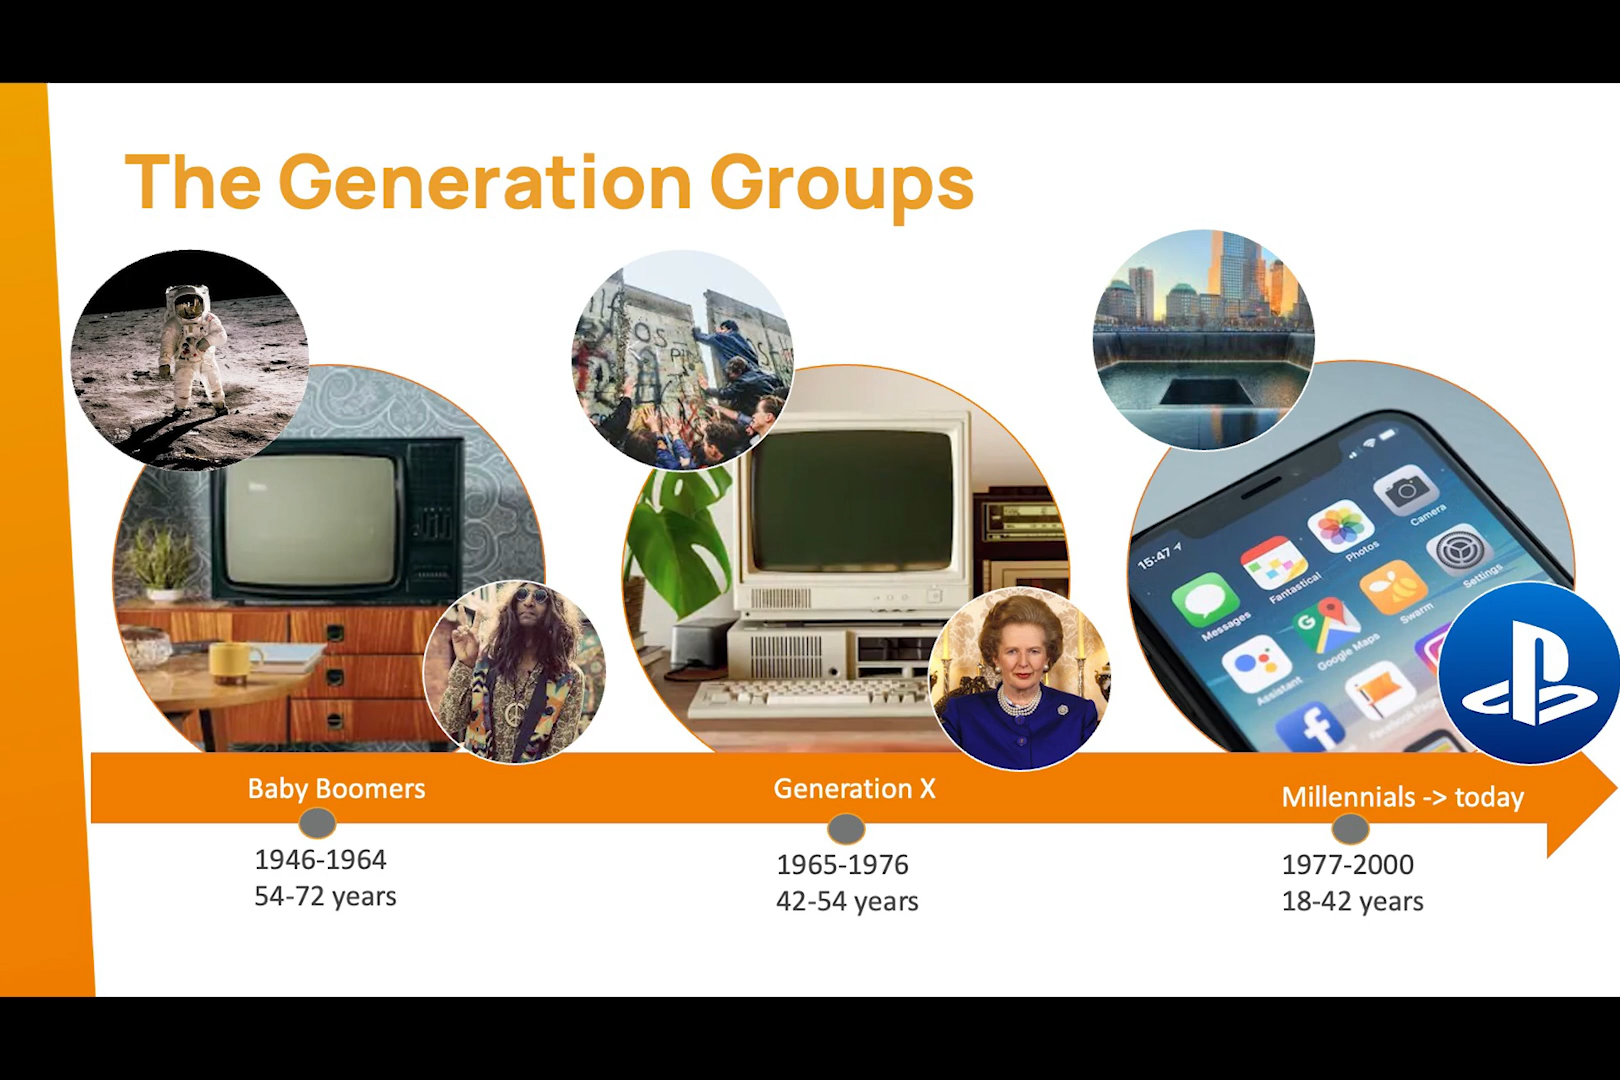 The Generation Groups
15:47
Messages
Fantastical
Photos
Camera
Assistant
Google Maps
Swarm
Settings
Baby Boomers
Generation X
Millennials -> today
1946-1964
54-72 years
1965-1976
42-54 years
1977-2000
18-42 years